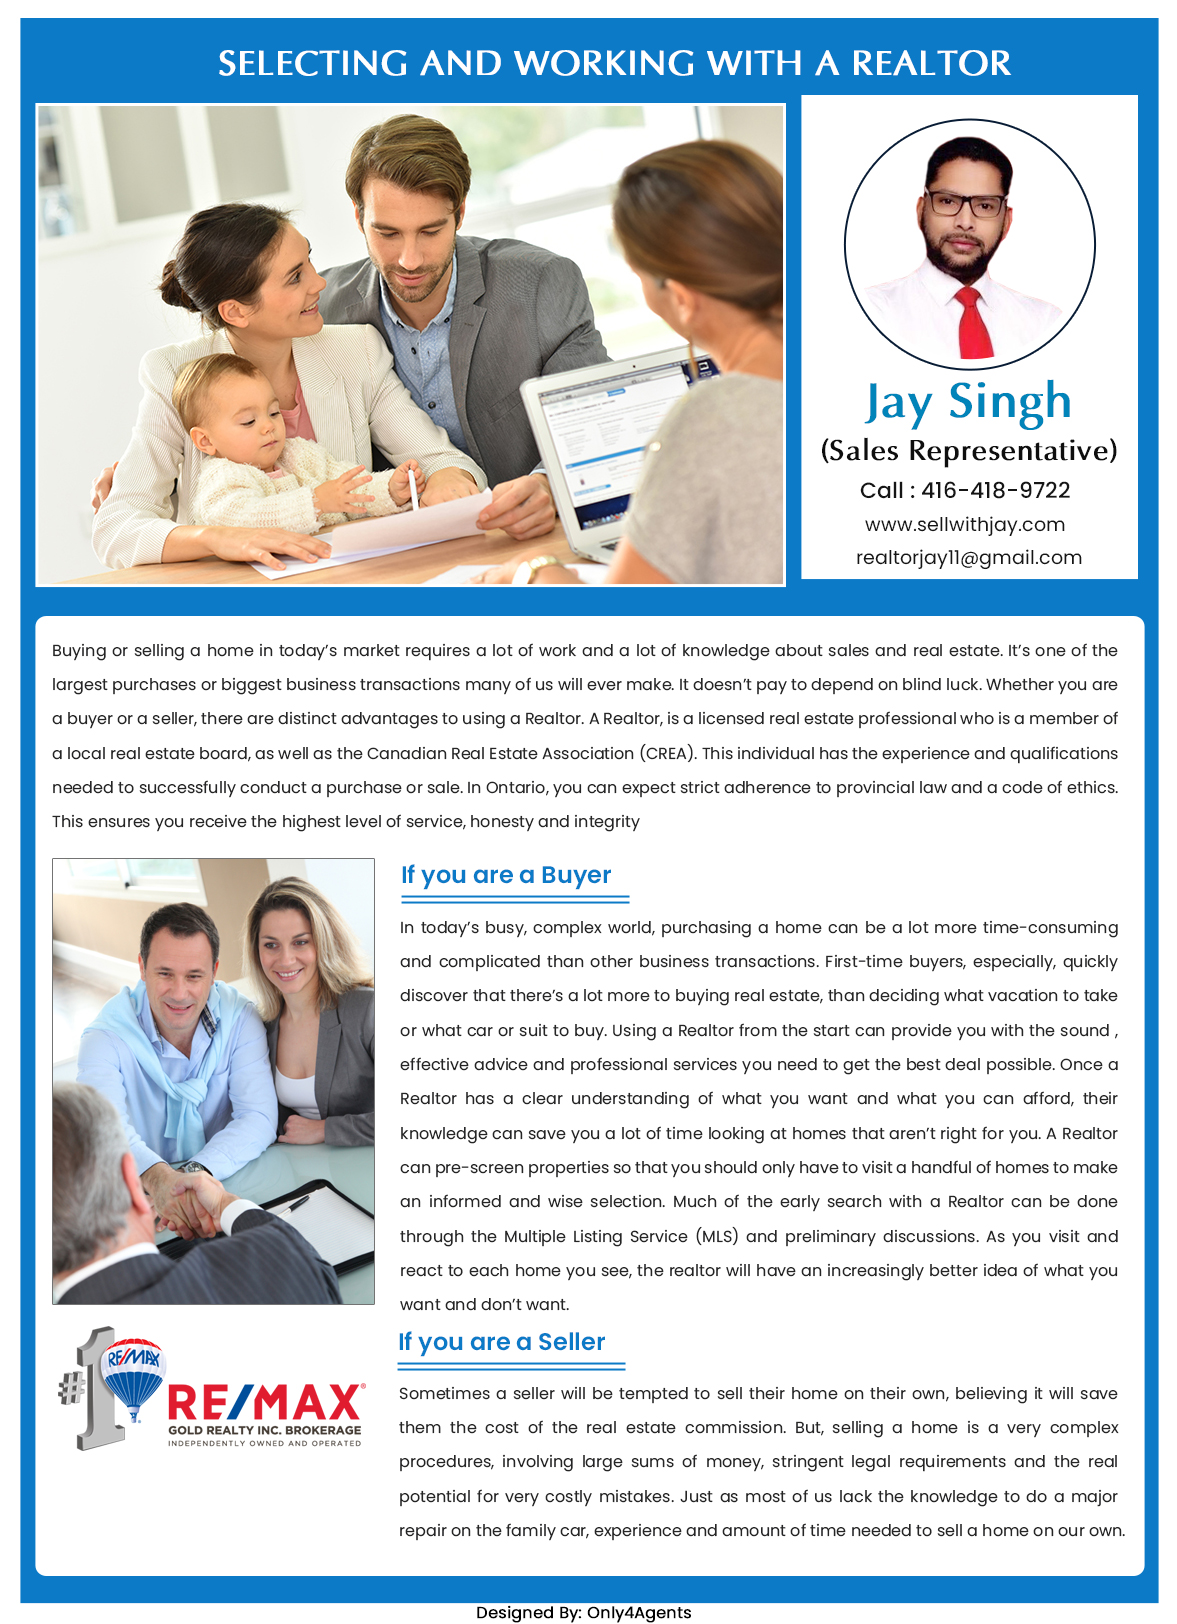 SELECTING AND WORKING WITH A REALTOR
Jay Singh
(Sales Representative)
Call : 416-418-9722
www.sellwithjay.com
realtorjay11@gmail.com
Buying or selling a home in today’s market requires a lot of work and a lot of knowledge about sales and real estate. It’s one of the
largest purchases or biggest business transactions many of us will ever make. It doesn’t pay to depend on blind luck. Whether you are
a buyer or a seller, there are distinct advantages to using a Realtor. A Realtor, is a licensed real estate professional who is a member of
a local real estate board, as well as the Canadian Real Estate Association (CREA). This individual has the experience and qualifications
needed to successfully conduct a purchase or sale. In Ontario, you can expect strict adherence to provincial law and a code of ethics.
This ensures you receive the highest level of service, honesty and integrity
If you are a Buyer
In today’s busy, complex world, purchasing a home can be a lot more time-consuming
and complicated than other business transactions. First-time buyers, especially, quickly
discover that there’s a lot more to buying real estate, than deciding what vacation to take
or what car or suit to buy. Using a Realtor from the start can provide you with the sound ,
effective advice and professional services you need to get the best deal possible. Once a
Realtor has a clear understanding of what you want and what you can afford, their
knowledge can save you a lot of time looking at homes that aren’t right for you. A Realtor
can pre-screen properties so that you should only have to visit a handful of homes to make
an informed and wise selection. Much of the early search with a Realtor can be done
through the Multiple Listing Service (MLS) and preliminary discussions. As you visit and
react to each home you see, the realtor will have an increasingly better idea of what you
want and don’t want.
#1
RE/MAX
RE/MAX®
GOLD REALTY INC. BROKERAGE
INDEPENDENTLY OWNED AND OPERATED
If you are a Seller
Sometimes a seller will be tempted to sell their home on their own, believing it will save
them the cost of the real estate commission. But, selling a home is a very complex
procedures, involving large sums of money, stringent legal requirements and the real
potential for very costly mistakes. Just as most of us lack the knowledge to do a major
repair on the family car, experience and amount of time needed to sell a home on our own.
Designed By: Only4Agents